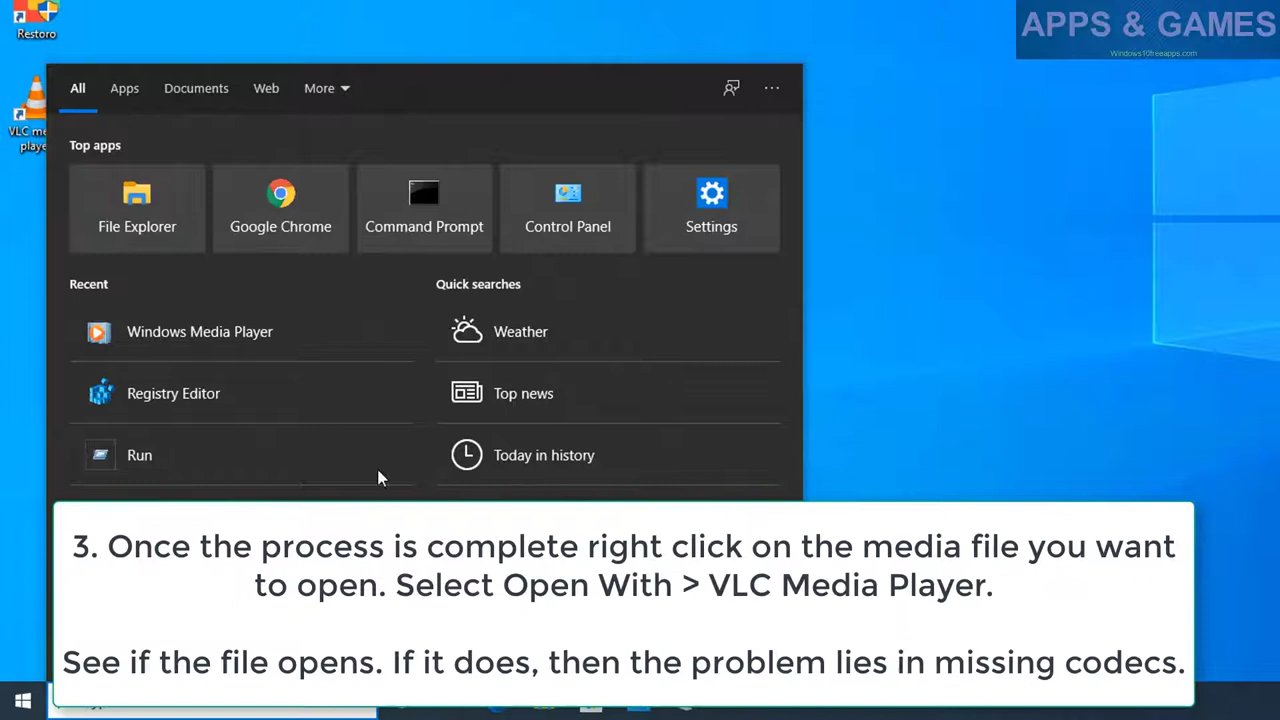 Restoro
APPS & GAMES
Windows10freeapps.com
All Apps Documents Web More
VLC me
playe
Top apps
File Explorer Google Chrome Command Prompt Control Panel Settings
Recent Quick searches
Windows Media Player Weather
Registry Editor Top news
Run Today in history
3. Once the process is complete right click on the media file you want
to open. Select Open With > VLC Media Player.
See if the file opens. If it does, then the problem lies in missing codecs.